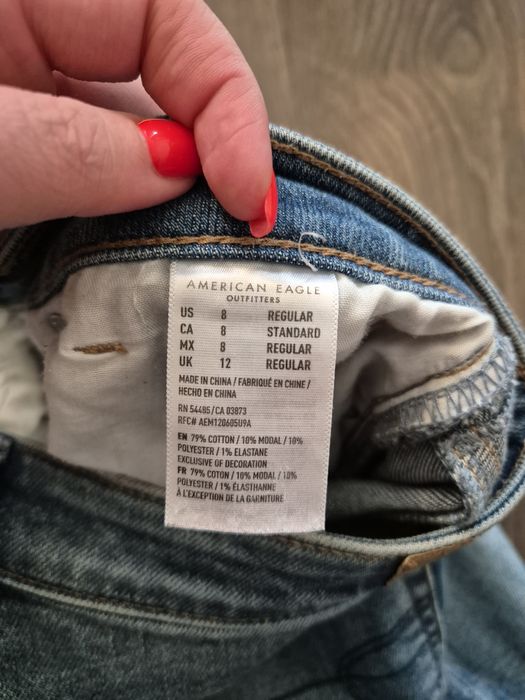 AMERICAN EAGLE
OUTFITTERS
US 8 REGULAR
CA 8 STANDARD
MX 8 REGULAR
UK 12 REGULAR
MADE IN CHINA / FABRIQUÉ EN CHINE /
HECHO EN CHINA
RN 54485/CA 03873
RFC# AEM120605U9A
EN 79% COTTON / 10% MODAL / 10%
POLYESTER / 1% ELASTANE
EXCLUSIVE OF DECORATION
FR 79% COTON / 10% MODAL / 10%
POLYESTER / 1% ÉLASTHANNE
À L'EXCEPTION DE LA GARNITURE